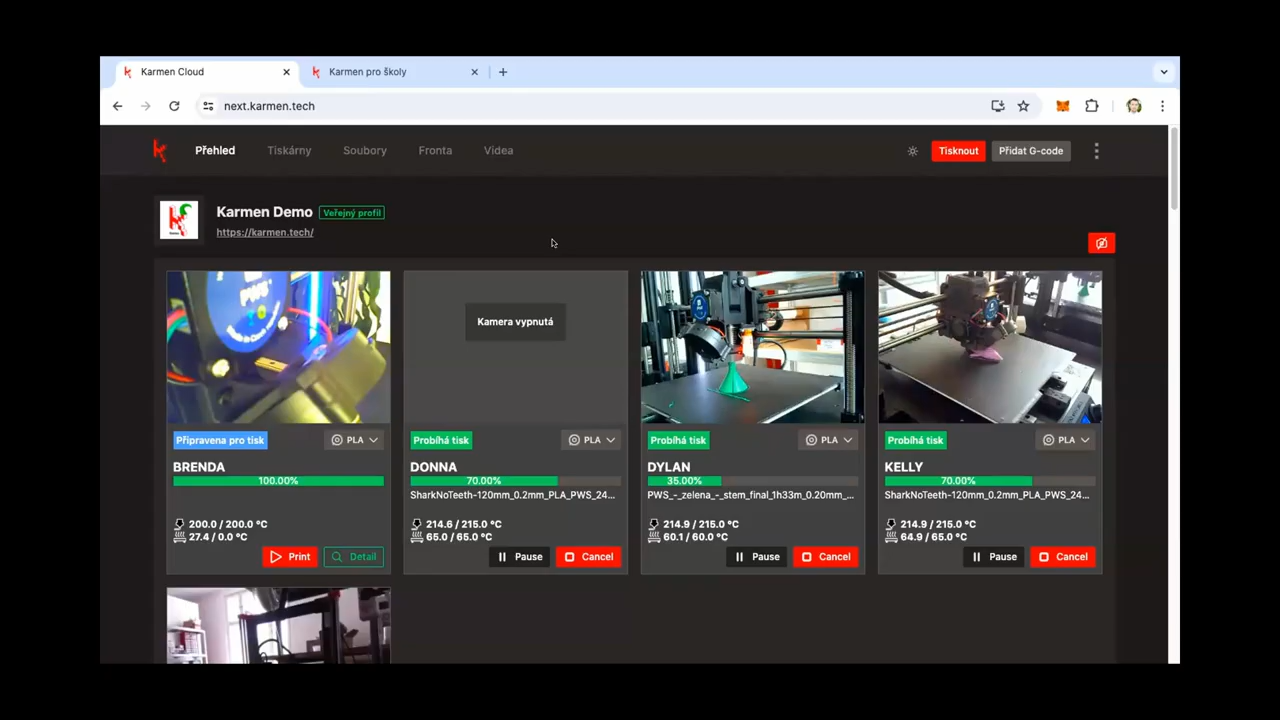 Karmen Cloud
Karmen pro školy
next.karmen.tech
Přehled
Tiskárny
Soubory
Fronta
Videa
Tisknout
Přidat G-code
Karmen Demo
Veřejný profil
https://karmen.tech/
Kamera vypnutá
Připravena pro tisk
PLA
BRENDA
100.00%
200.0 / 200.0 °C
27.4 / 0.0 °C
Print
Detail
Probíhá tisk
PLA
DONNA
70.00%
SharkNoTeeth-120mm_0.2mm_PLA_PWS_24...
214.6 / 215.0 °C
65.0 / 65.0 °C
Pause
Cancel
Probíhá tisk
PLA
DYLAN
35.00%
PWS_-_zelena_-_stem_final_1h33m_0.20mm_...
214.9 / 215.0 °C
60.1 / 60.0 °C
Pause
Cancel
Probíhá tisk
PLA
KELLY
70.00%
SharkNoTeeth-120mm_0.2mm_PLA_PWS_24...
214.9 / 215.0 °C
64.9 / 65.0 °C
Pause
Cancel